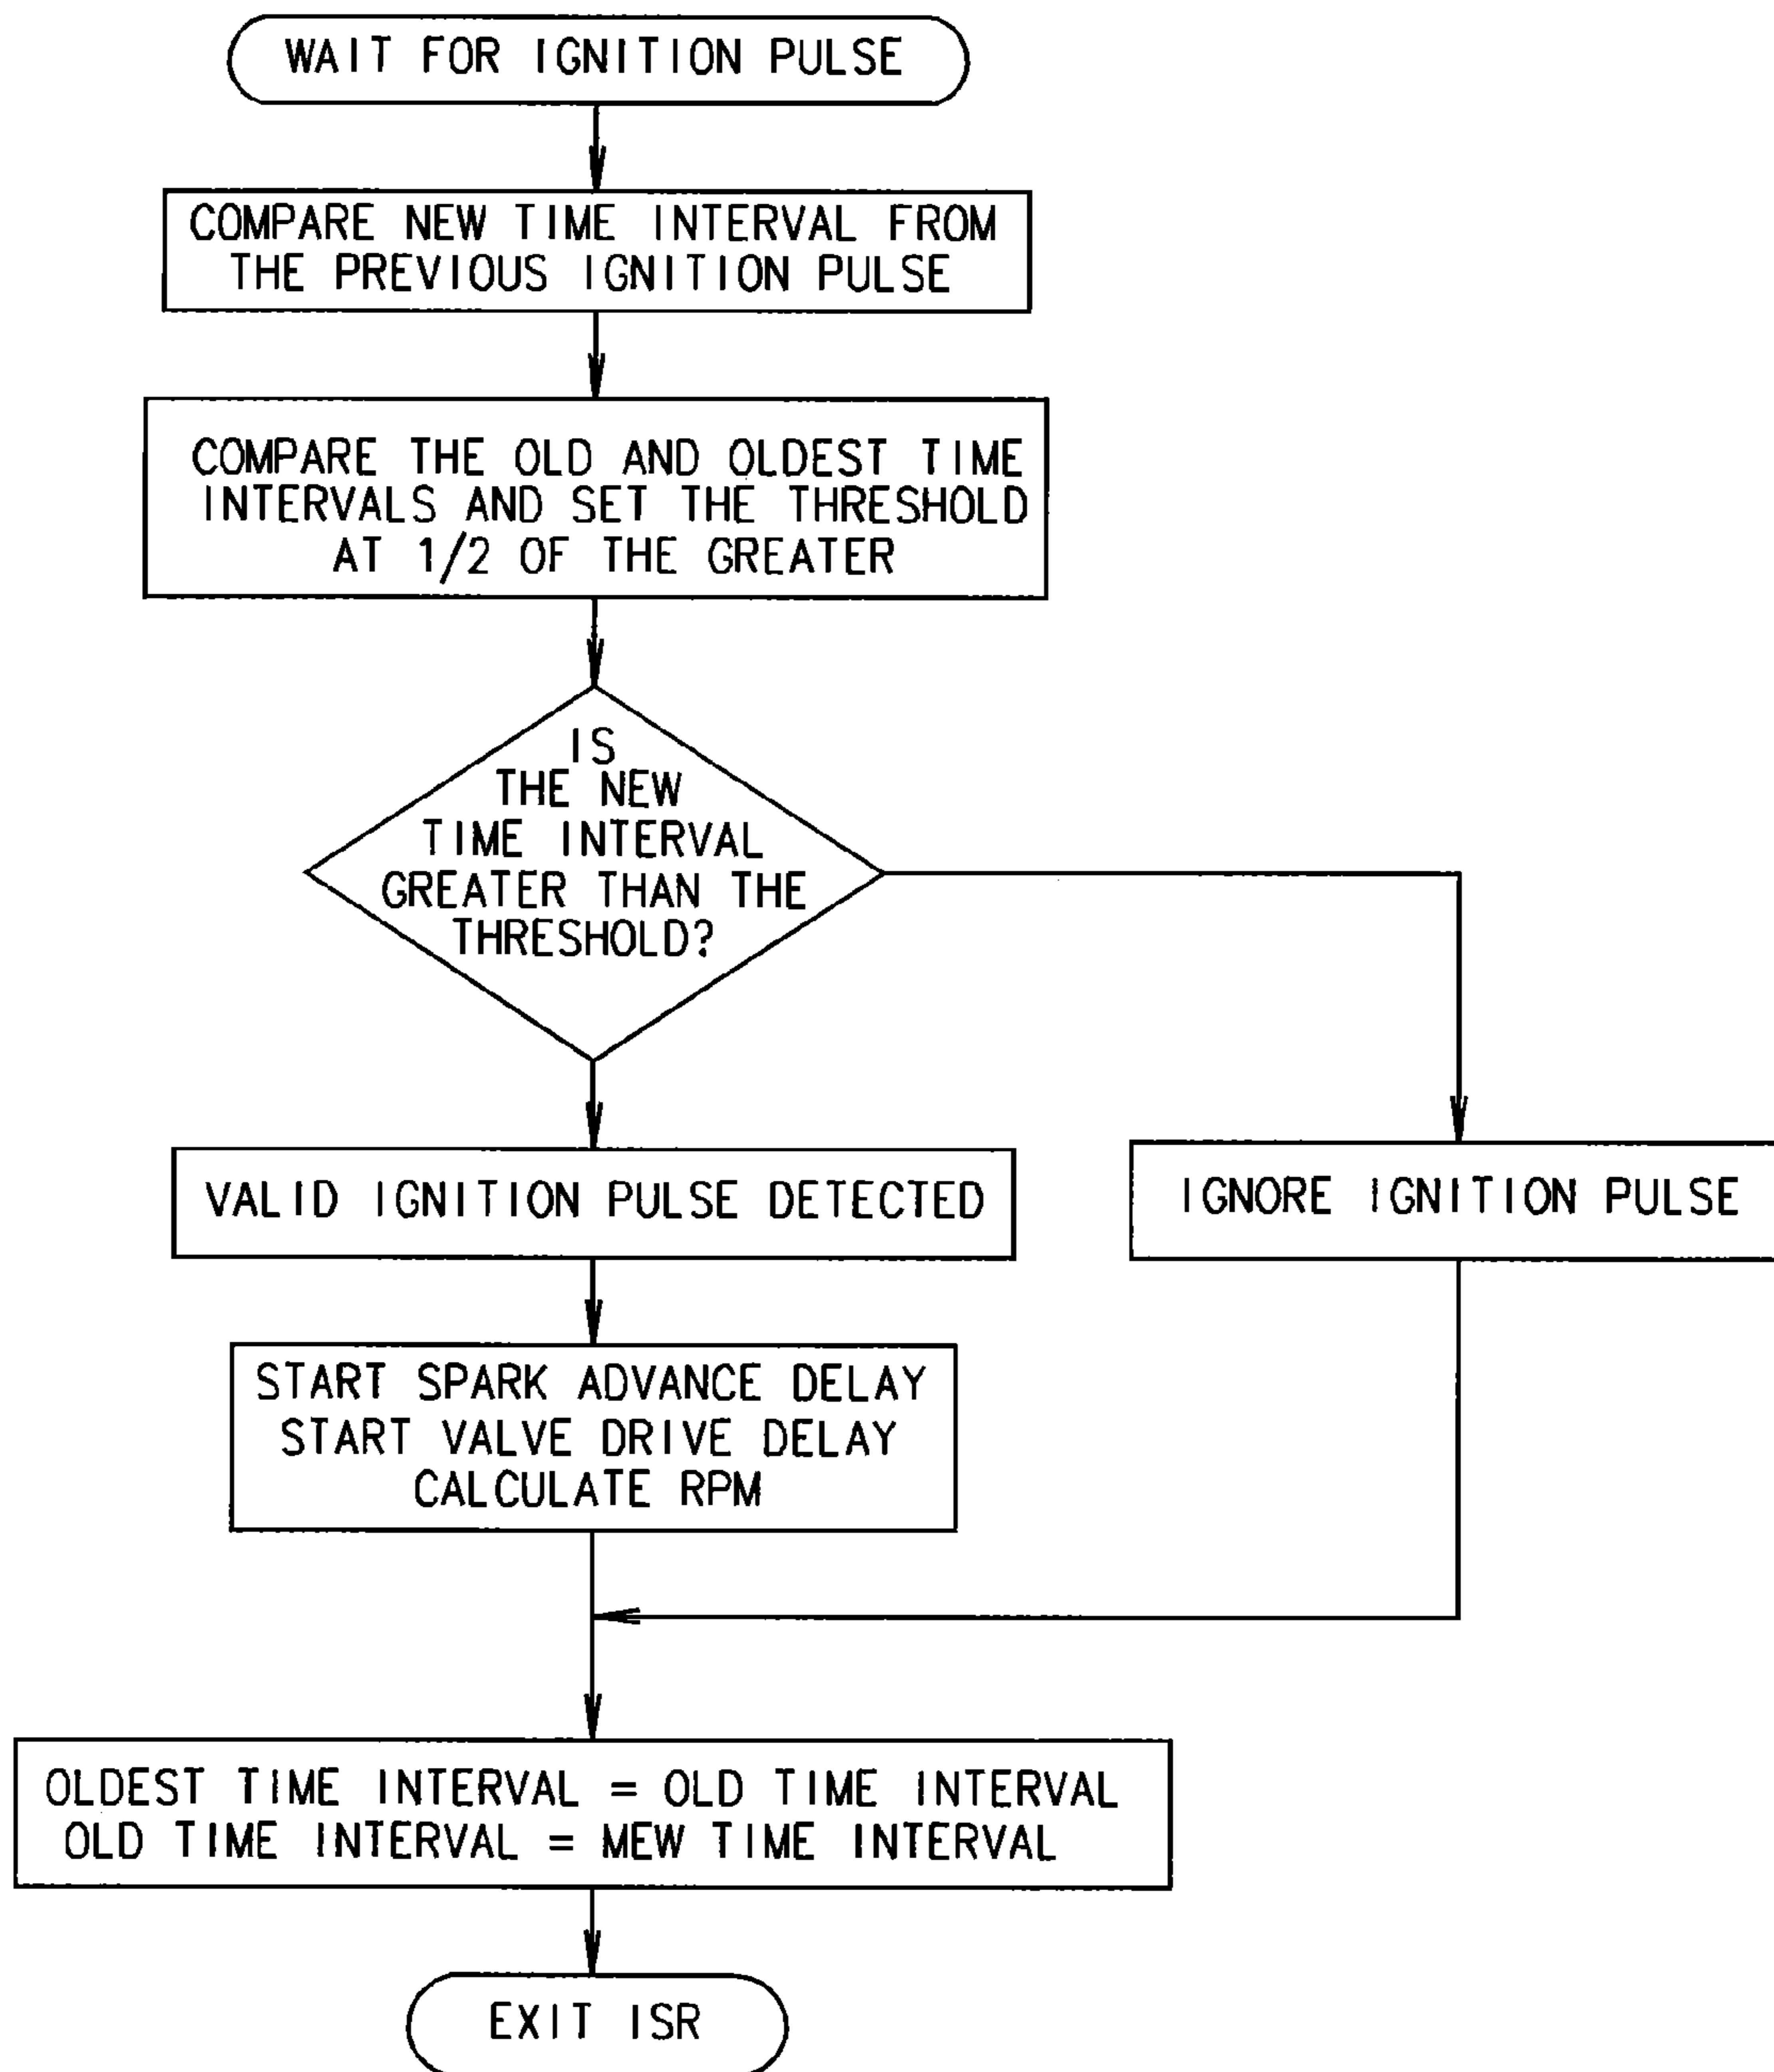 WAIT FOR IGNITION PULSE
COMPARE NEW TIME INTERVAL FROM
THE PREVIOUS IGNITION PULSE
COMPARE THE OLD AND OLDEST TIME
INTERVALS AND SET THE THRESHOLD
AT 1/2 OF THE GREATER
IS
THE NEW
TIME INTERVAL
GREATER THAN THE
THRESHOLD?
VALID IGNITION PULSE DETECTED
IGNORE IGNITION PULSE
START SPARK ADVANCE DELAY
START VALVE DRIVE DELAY
CALCULATE RPM
OLDEST TIME INTERVAL = OLD TIME INTERVAL
OLD TIME INTERVAL = MEW TIME INTERVAL
EXIT ISR